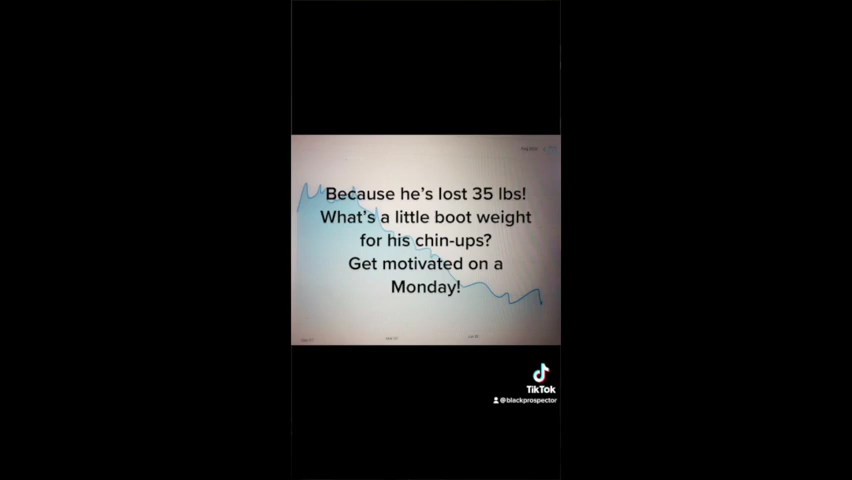 Because he's lost 35 lbs!
What's a little boot weight
for his chin-ups?
Get motivated on a
Monday!
TikTok
@blackprospector